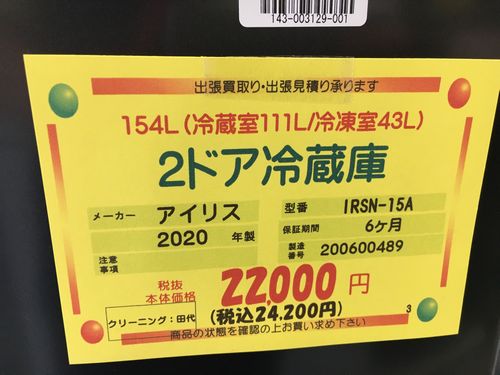 143-003129-001
出張買取り・出張見積り承ります
154L(冷蔵室111L/冷凍室43L)
2ドア冷蔵庫
メーカー アイリス 型番 IRSN-15A
2020 年製 保証期間 6ヶ月
注意事項 製造番号 200600489
税抜
本体価格 22,000 円
(税込24,200円)
クリーニング:田代
3
商品の状態を確認の上お買い求め下さい